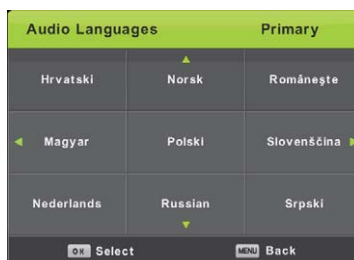 Audio Languages Primary
Hrvatski Norsk Românește
Magyar Polski Slovenščina
Nederlands Russian Srpski
OK Select MENU Back